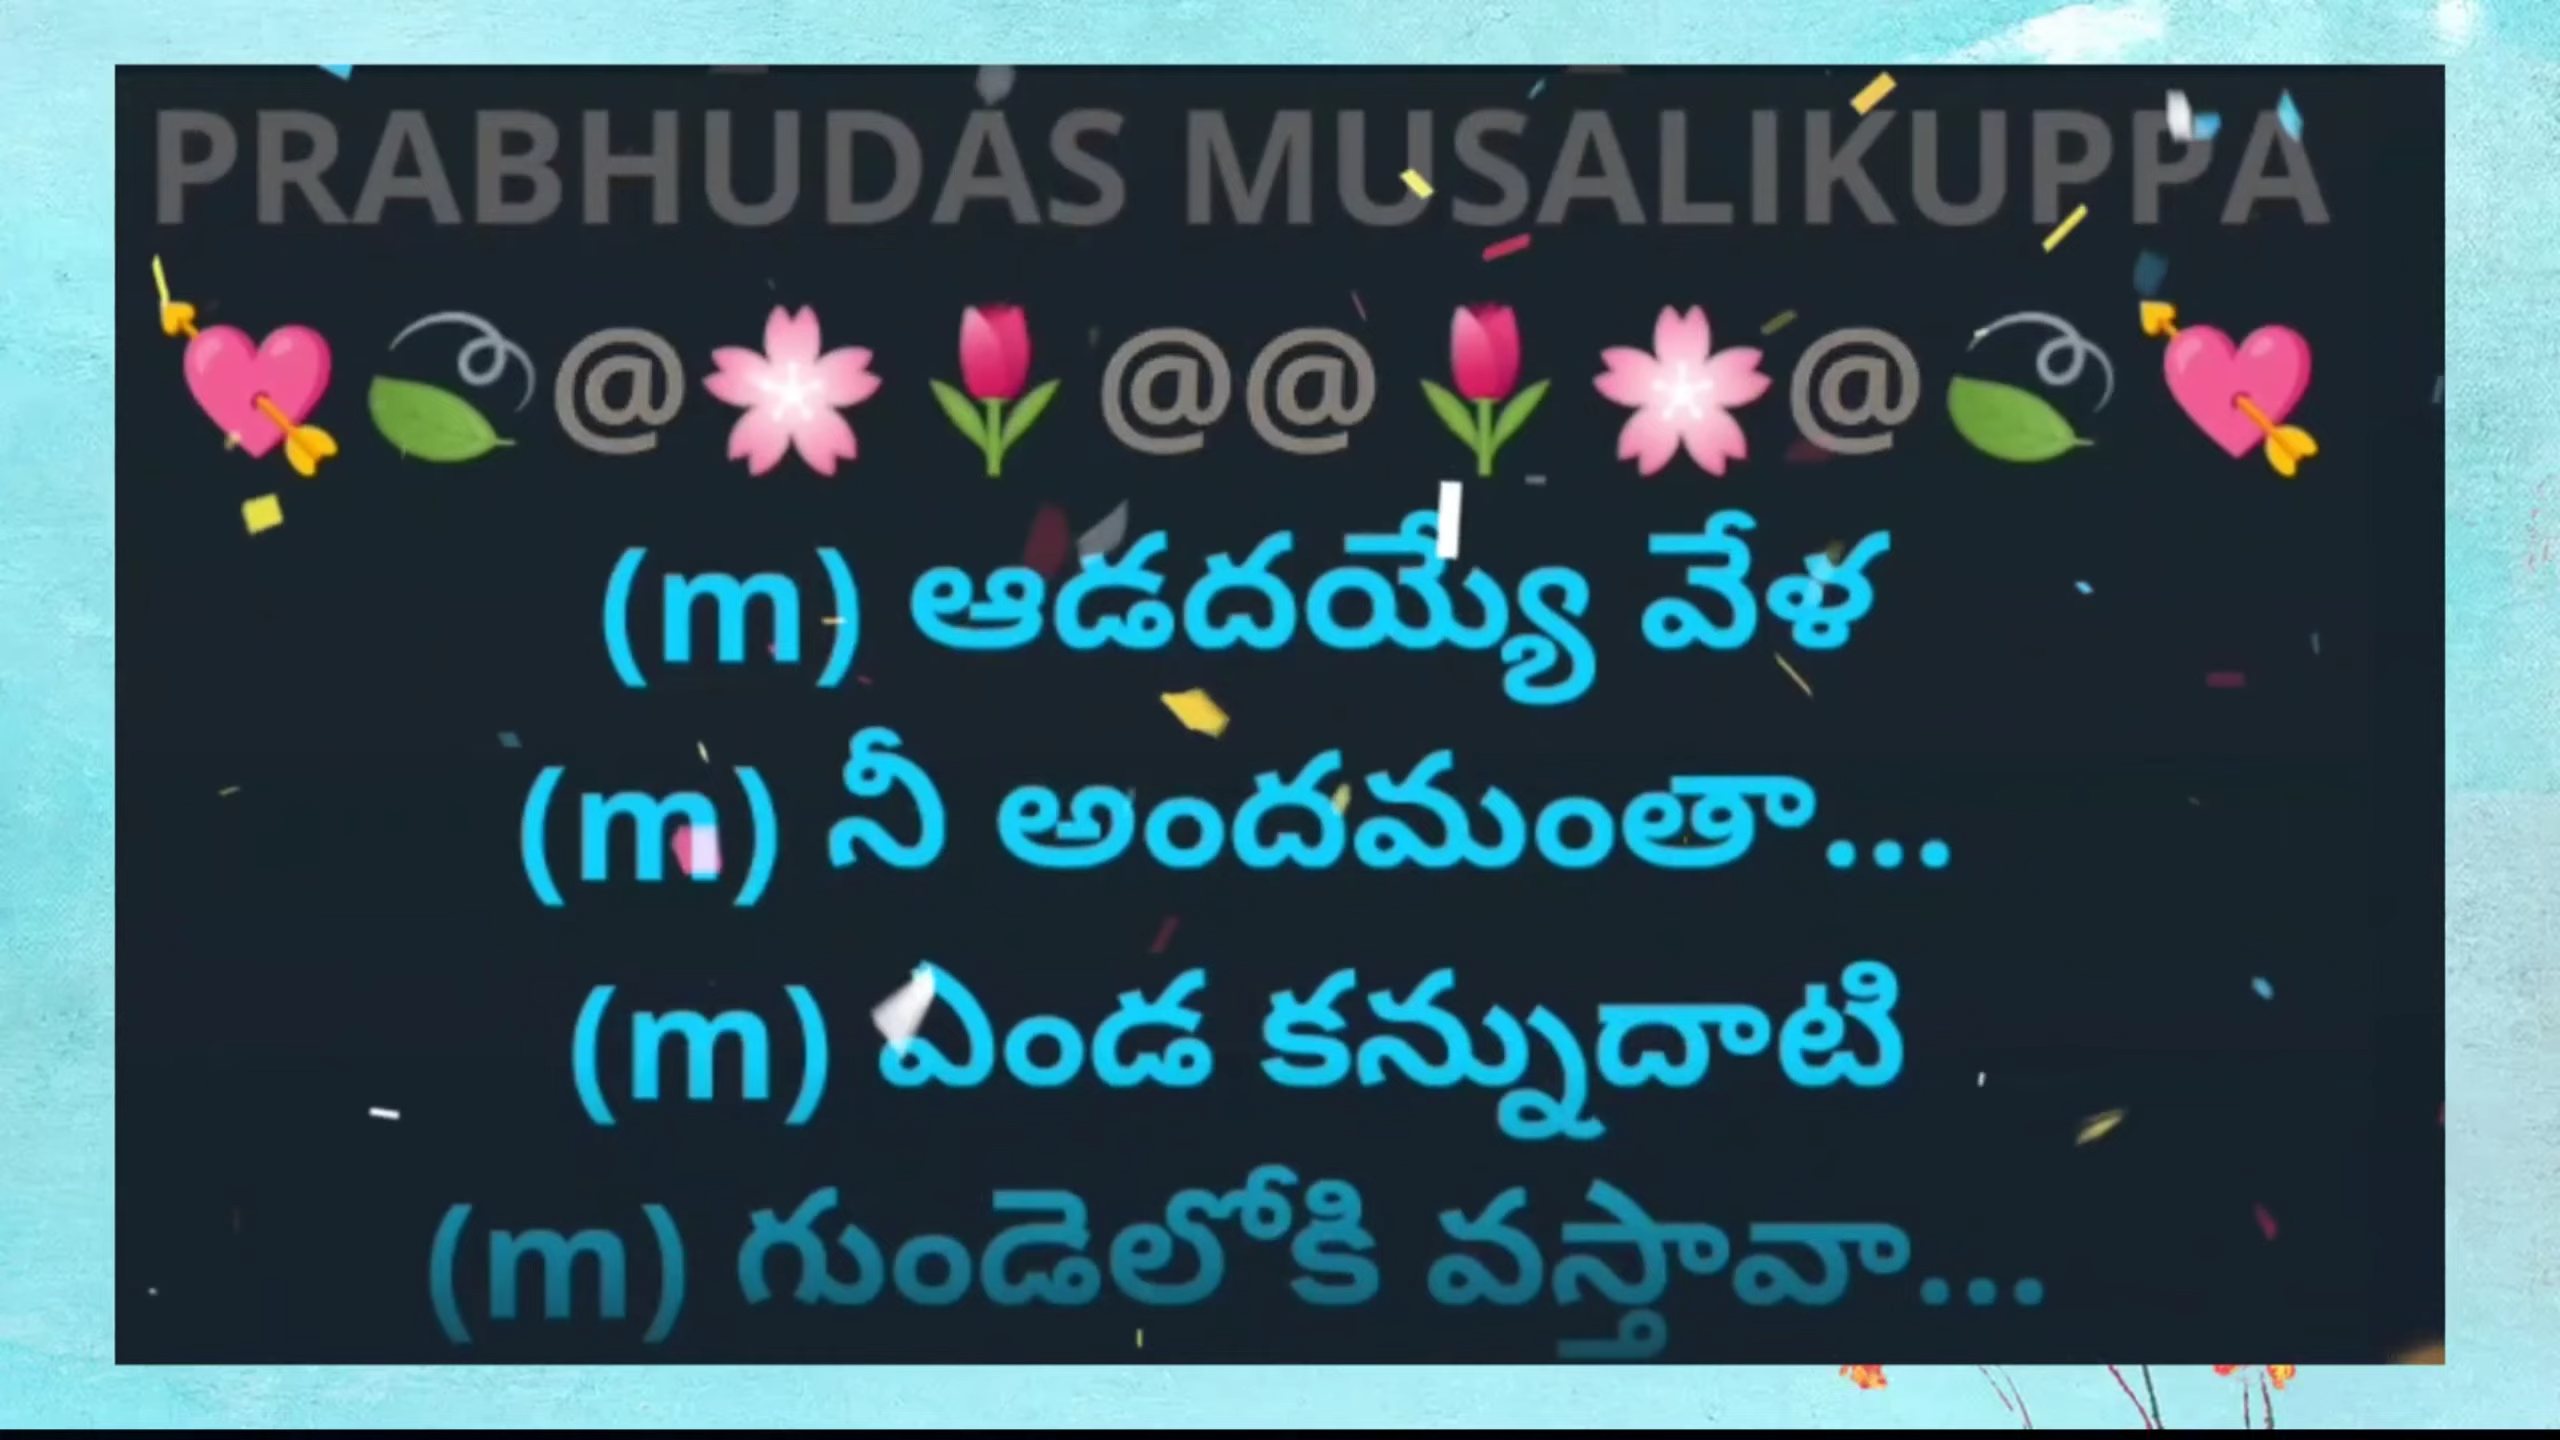 PRABHUDAS MUSALIKUPPA
💘🍃@🌸🌷@@🌷🌸@🍃💘
(m) ఆడదయ్యే వేళ
(m) నీ అందమంతా...
(m) ఏండ కన్నుదాటి
(m) గుండెలోకి వస్తావా...